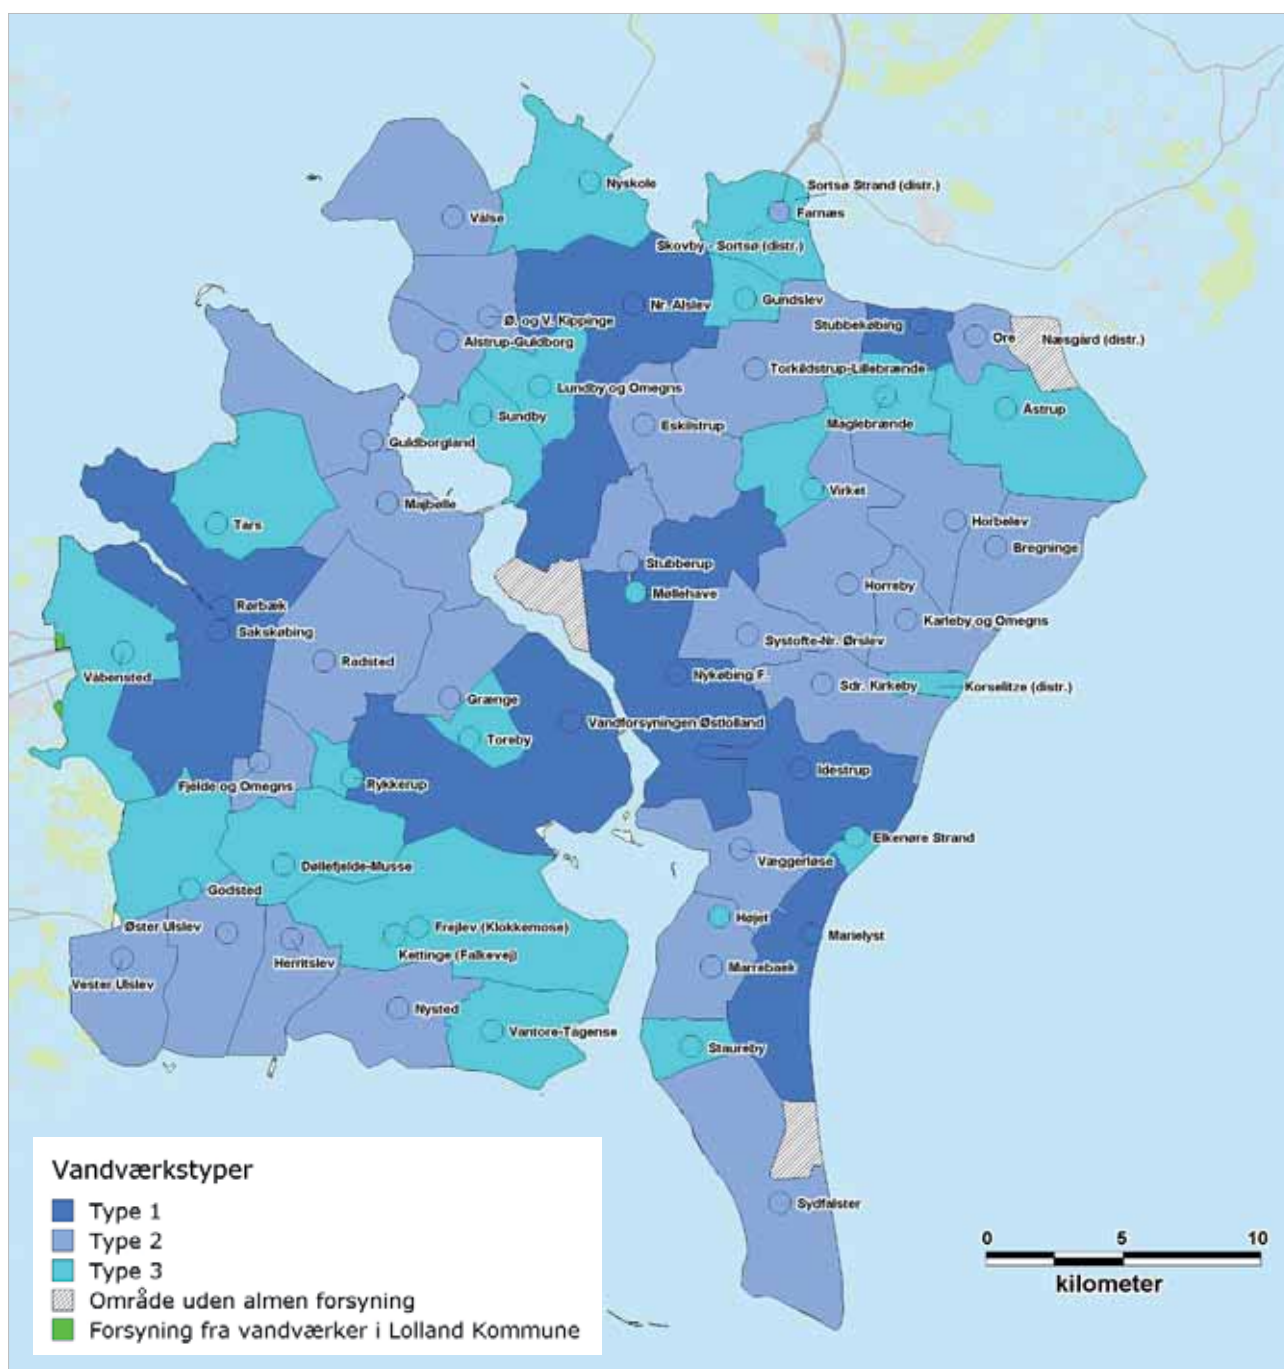 Nyskole
Sortsø Strand (distr.)
Farnæs
Vålse
Skovby - Sortsø (distr.)
Gundslev
Nr. Alslev
Ø. og V. Kippinge
Stubbekøbing
Ore
Næsgård (distr.)
Alstrup-Guldborg
Torkildstrup-Lillebrænde
Lundby og Omegns
Åstrup
Sundby
Maglebrænde
Eskilstrup
Guldborgland
Virket
Majbølle
Horbelev
Tårs
Bregninge
Stubberup
Horreby
Møllehave
Rørbæk
Karleby og Omegns
Sakskøbing
Systofte-Nr. Ørslev
Radsted
Våbensted
Nykøbing F.
Sdr. Kirkeby
Korselitze (distr.)
Grænge
Vandforsyningen Østlolland
Toreby
Idestrup
Fjelde og Omegns
Rykkerup
Elkenøre Strand
Væggerløse
Døllefjelde-Musse
Godsted
Højet
Øster Ulslev
Frejlev (Klokkemose)
Marielyst
Kettinge (Falkevej)
Herritslev
Marrebaek
Vester Ulslev
Nysted
Vantore-Tågense
Staureby
Sydfalster
Vandværkstyper
Type 1
Type 2
Type 3
Område uden almen forsyning
Forsyning fra vandværker i Lolland Kommune
0 5 10
kilometer